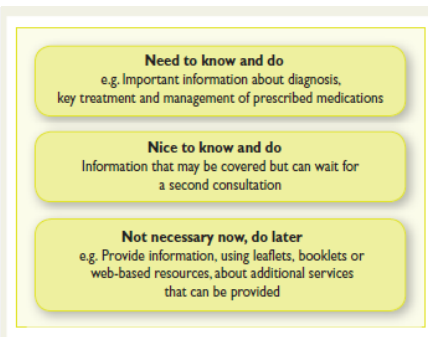 Need to know and do
e.g. Important information about diagnosis,
key treatment and management of prescribed medications
Nice to know and do
Information that may be covered but can wait for
a second consultation
Not necessary now, do later
e.g. Provide information, using leaflets, booklets or
web-based resources, about additional services
that can be provided